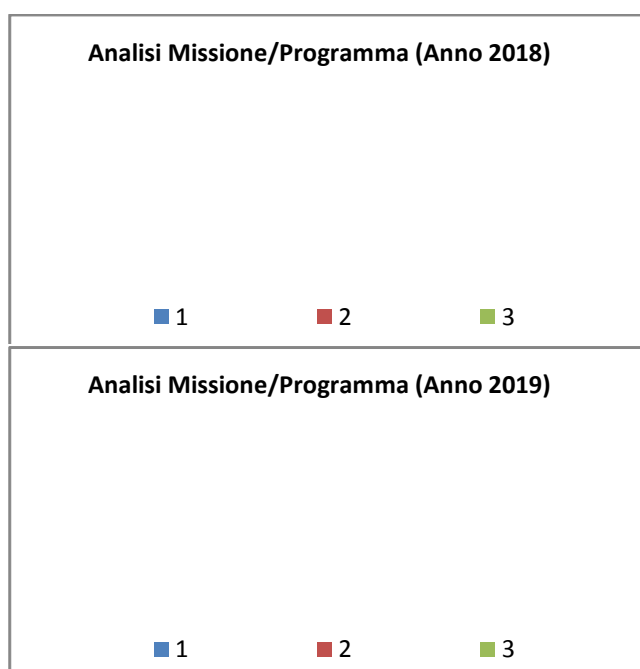 Analisi Missione/Programma (Anno 2018)
1 2 3
Analisi Missione/Programma (Anno 2019)
1 2 3